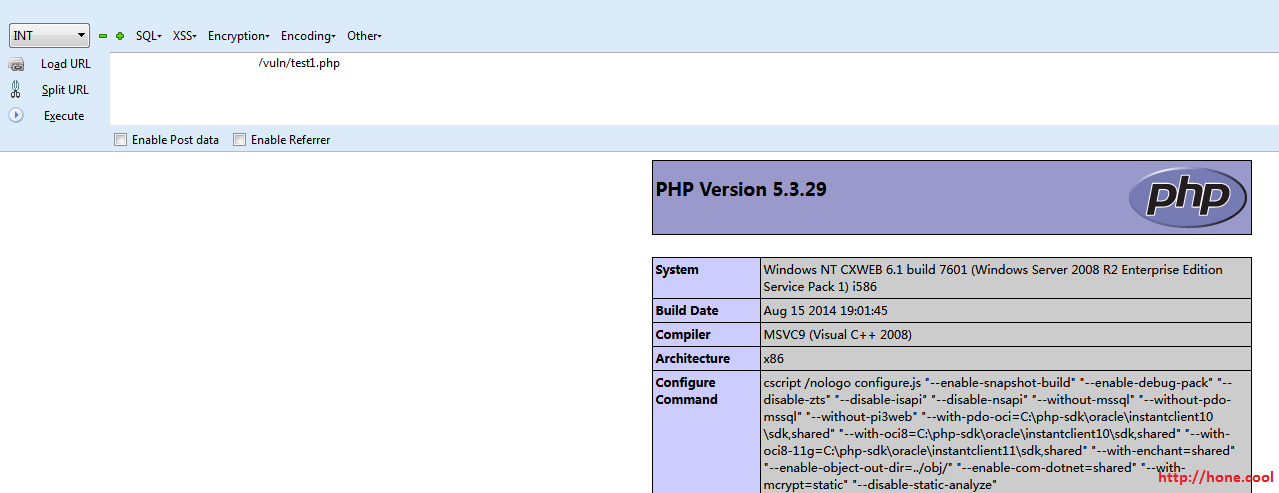 INT SQL▾ XSS▾ Encryption▾ Encoding▾ Other▾
Load URL
/vuln/test1.php
Split URL
Execute
Enable Post data Enable Referrer
PHP Version 5.3.29
php
System
Windows NT CXWEB 6.1 build 7601 (Windows Server 2008 R2 Enterprise Edition
Service Pack 1) i586
Build Date
Aug 15 2014 19:01:45
Compiler
MSVC9 (Visual C++ 2008)
Architecture
x86
Configure
Command
cscript /nologo configure.js "--enable-snapshot-build" "--enable-debug-pack" "--
disable-zts" "--disable-isapi" "--disable-nsapi" "--without-mssql" "--without-pdo-
mssql" "--without-pi3web" "--with-pdo-oci=C:\php-sdk\oracle\instantclient10
\sdk,shared" "--with-oci8=C:\php-sdk\oracle\instantclient10\sdk,shared" "--with-
oci8-11g=C:\php-sdk\oracle\instantclient11\sdk,shared" "--with-enchant=shared"
"--enable-object-out-dir=../obj/" "--enable-com-dotnet=shared" "--with-
mcrypt=static" "--disable-static-analyze"
http://hone.cool